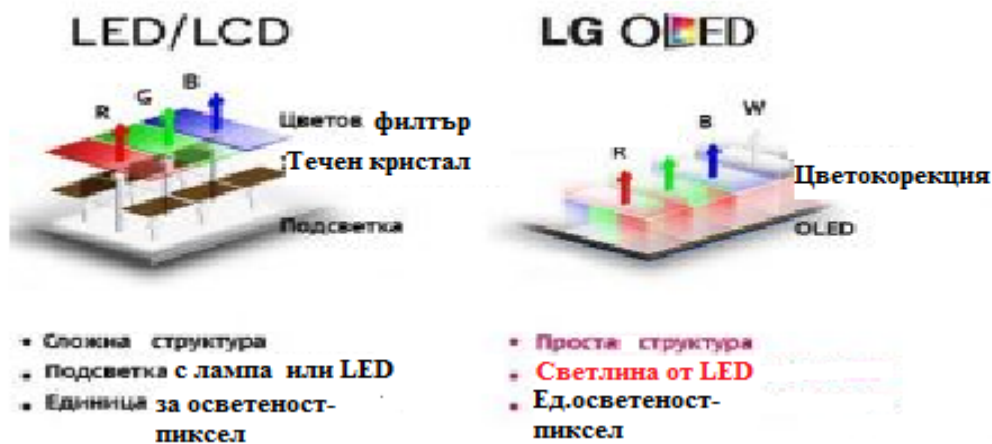 LED/LCD
LG OLED
R
G
B
Цветов филтър
Течен кристал
Подсветка
R
B
W
Цветокорекция
OLED
Сложна структура
Подсветка с лампа или LED
Единица за осветеност-
пиксел
Проста структура
Светлина от LED
Ед.осветеност-
пиксел